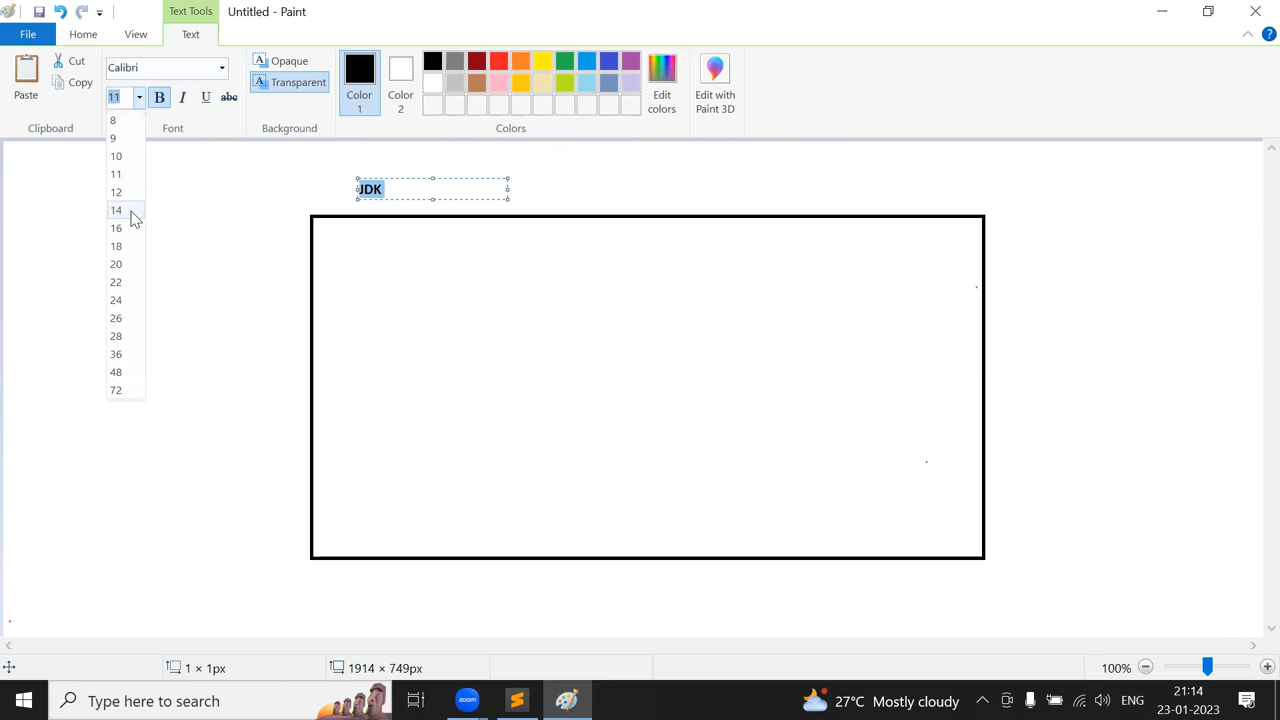 Text Tools
Untitled - Paint
File
Home
View
Text
Paste
Cut
Copy
Clipboard
Calibri
11
B I U abc
Font
Opaque
Transparent
Background
Color 1
Color 2
Edit colors
Colors
Edit with Paint 3D
8
9
10
11
12
14
16
18
20
22
24
26
28
36
48
72
JDK
1 × 1px
1914 × 749px
100%
Type here to search
zoom
27°C Mostly cloudy
ENG
21:14
23-01-2023